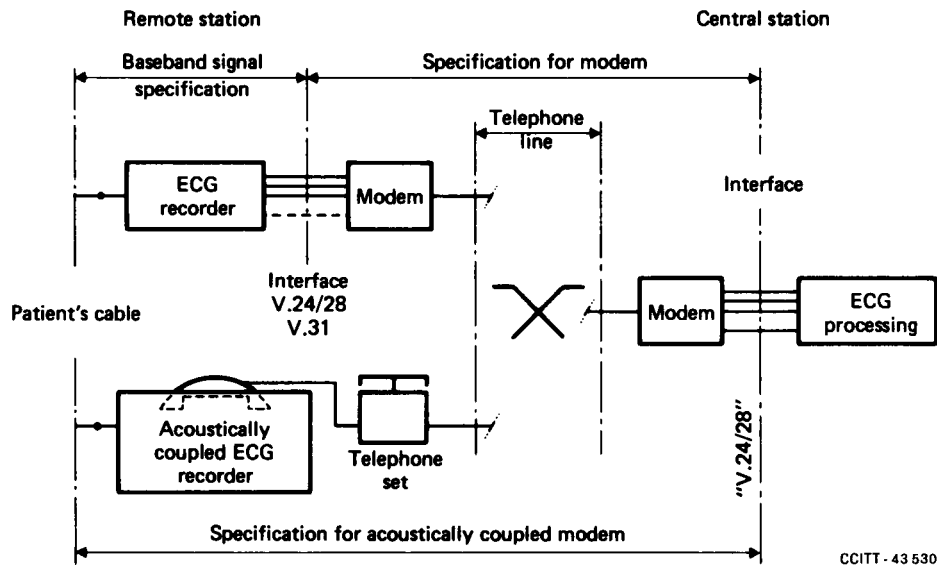 Remote station
Central station
Baseband signal
specification
Specification for modem
Telephone
line
ECG
recorder
Modem
Interface
Interface
V.24/28
V.31
Patient's cable
Modem
ECG
processing
Acoustically
coupled ECG
recorder
Telephone
set
"V.24/28"
Specification for acoustically coupled modem
CCITT - 43 530